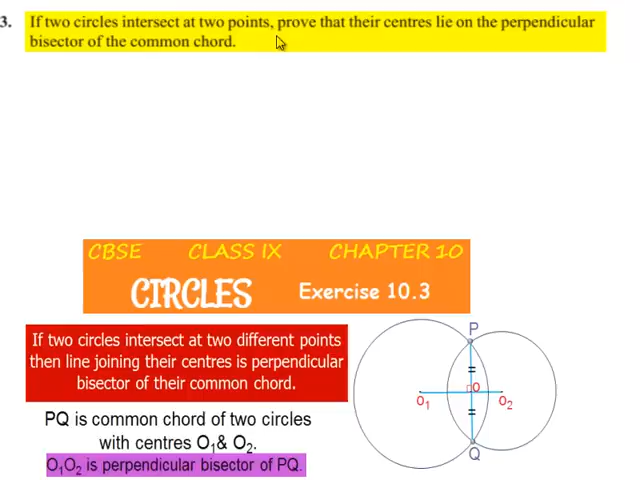 3. If two circles intersect at two points, prove that their centres lie on the perpendicular
bisector of the common chord.
CBSE CLASS IX CHAPTER 10
CIRCLES Exercise 10.3
If two circles intersect at two different points
then line joining their centres is perpendicular
bisector of their common chord.
PQ is common chord of two circles
with centres O₁& O₂.
O₁O₂ is perpendicular bisector of PQ.
P
O
O₁ O₂
Q